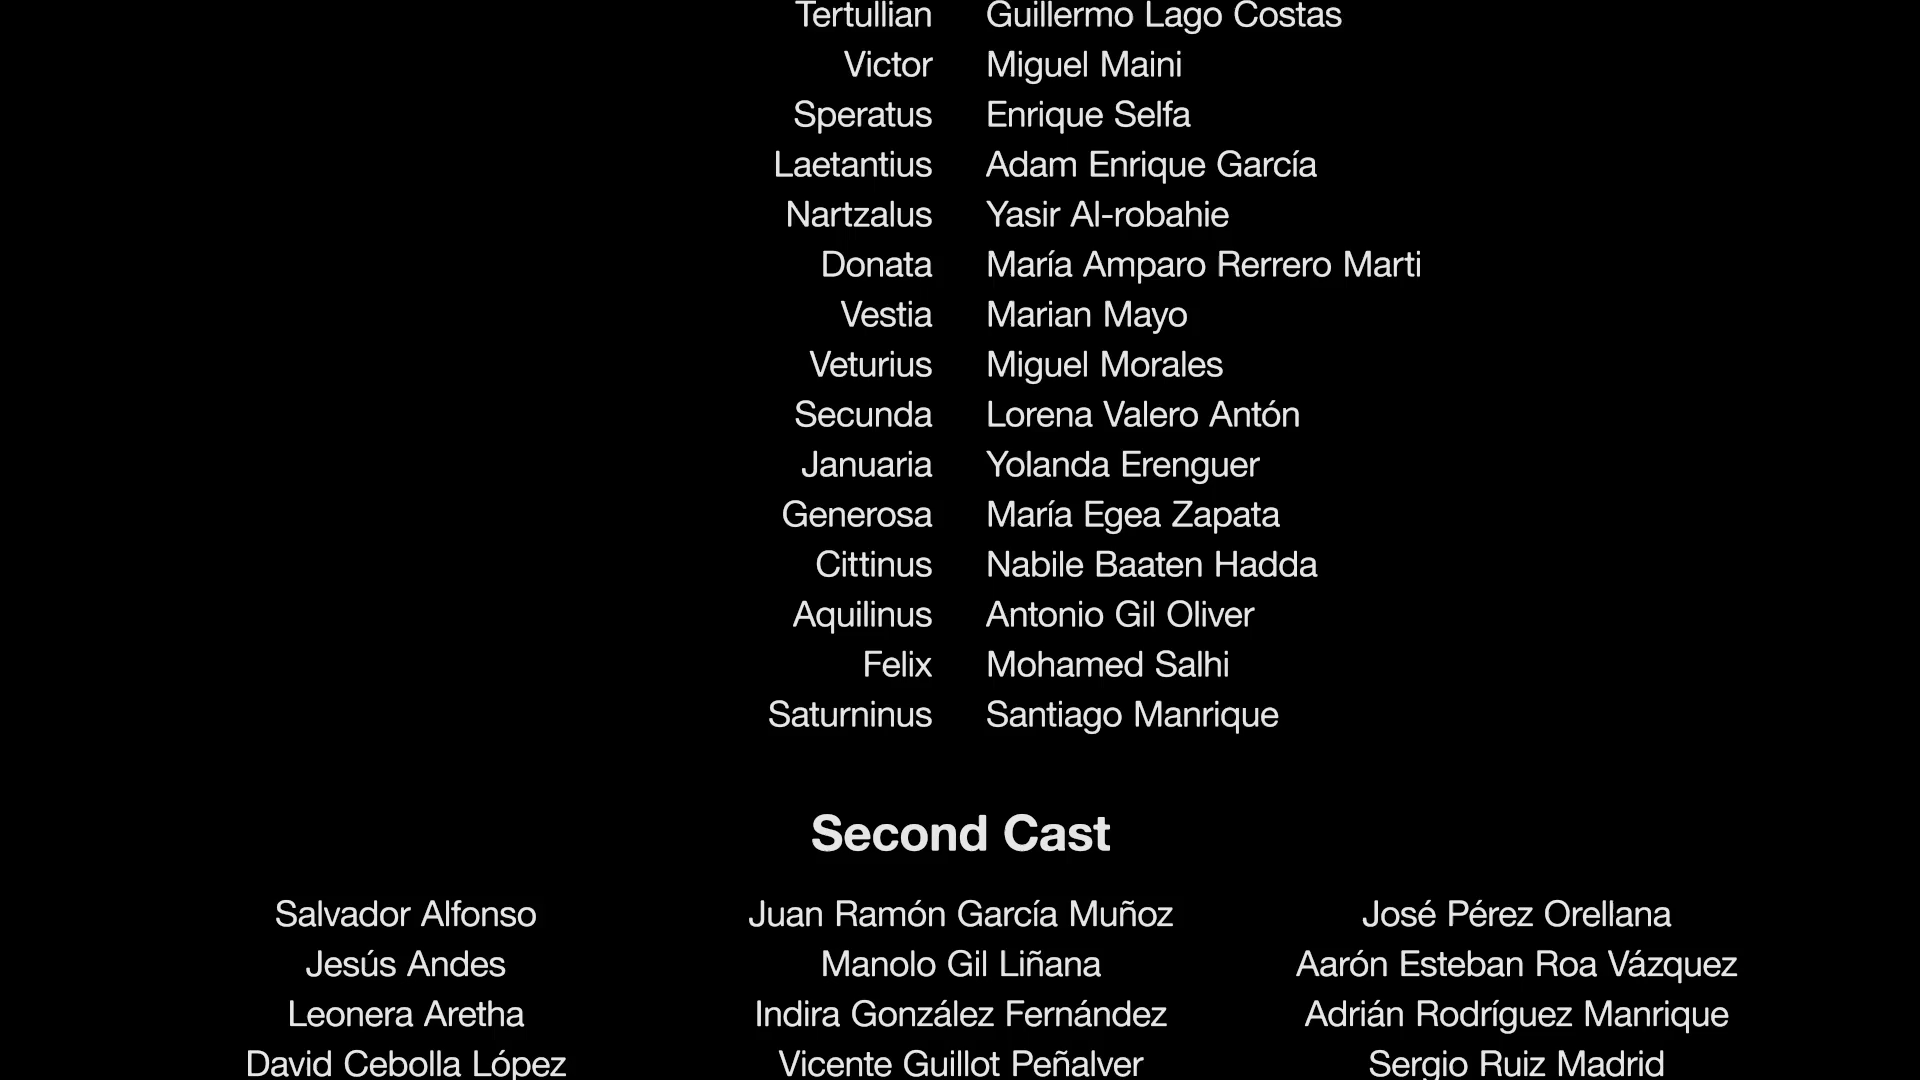 Tertullian Guillermo Lago Costas
Victor Miguel Maini
Speratus Enrique Selfa
Laetantius Adam Enrique García
Nartzalus Yasir Al-robahie
Donata María Amparo Rerrero Marti
Vestia Marian Mayo
Veturius Miguel Morales
Secunda Lorena Valero Antón
Januaria Yolanda Erenguer
Generosa María Egea Zapata
Cittinus Nabile Baaten Hadda
Aquilinus Antonio Gil Oliver
Felix Mohamed Salhi
Saturninus Santiago Manrique
Second Cast
Salvador Alfonso Juan Ramón García Muñoz José Pérez Orellana
Jesús Andes Manolo Gil Liñana Aarón Esteban Roa Vázquez
Leonera Aretha Indira González Fernández Adrián Rodríguez Manrique
David Cebolla López Vicente Guillot Peñalver Sergio Ruiz Madrid